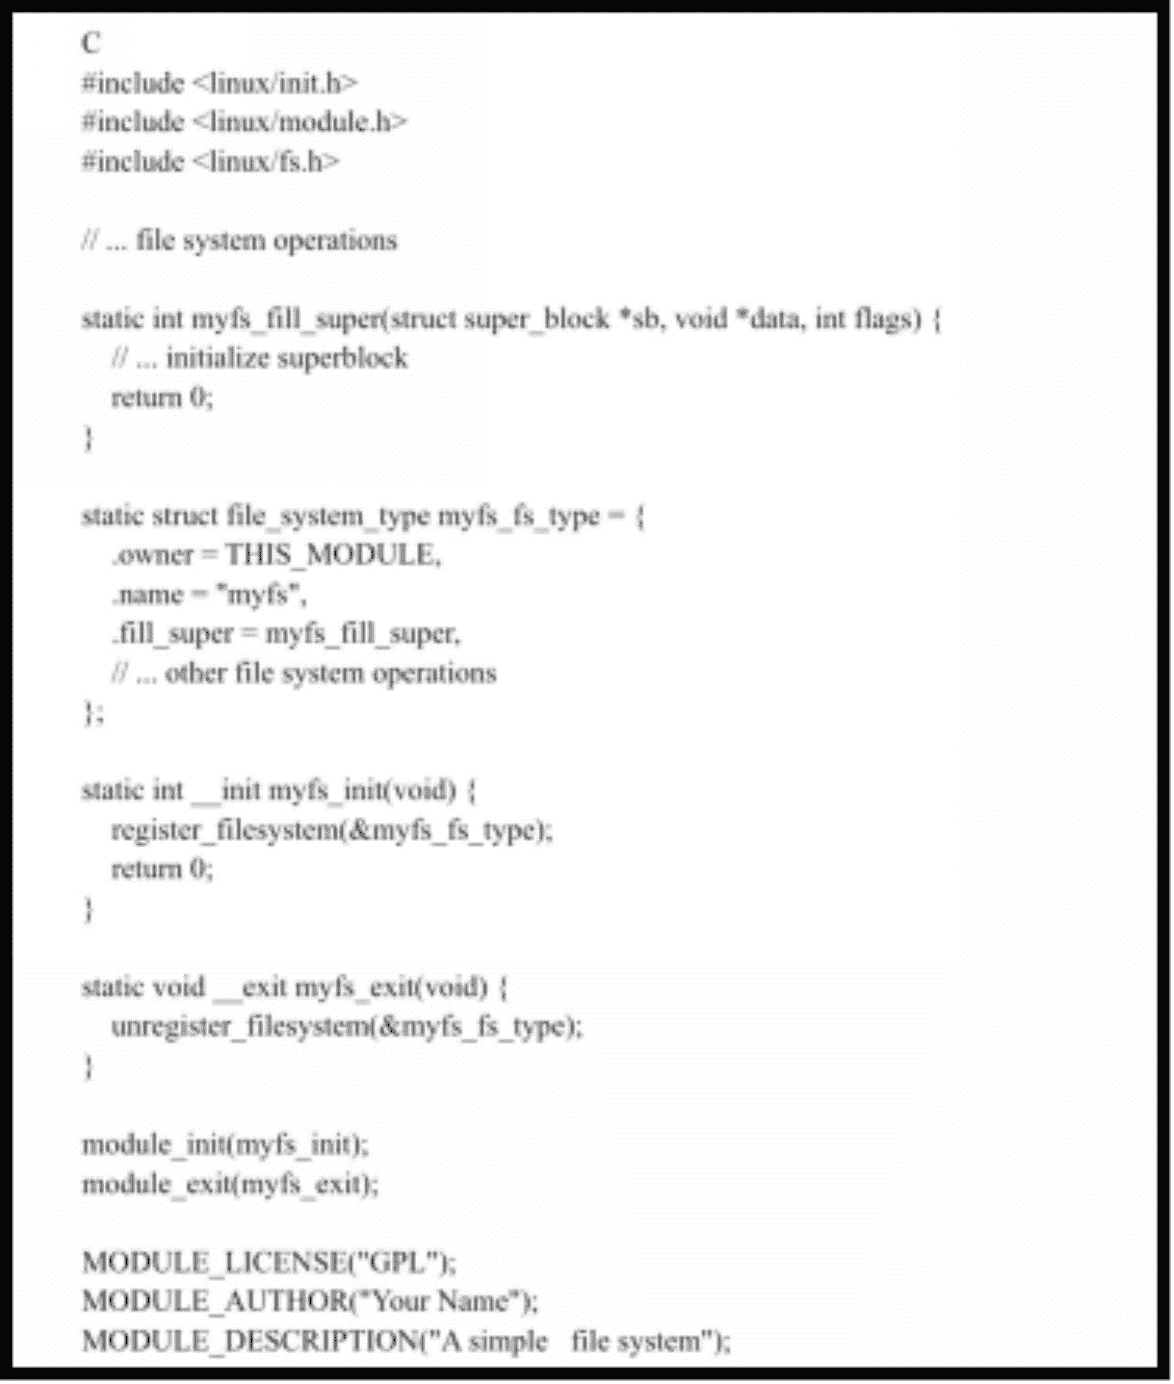 C
#include <linux/init.h>
#include <linux/module.h>
#include <linux/fs.h>
// ... file system operations
static int myfs_fill_super(struct super_block *sb, void *data, int flags) {
// ... initialize superblock
return 0;
}
static struct file_system_type myfs_fs_type = {
.owner = THIS_MODULE,
.name = "myfs",
.fill_super = myfs_fill_super,
// ... other file system operations
};
static int __init myfs_init(void) {
register_filesystem(&myfs_fs_type);
return 0;
}
static void __exit myfs_exit(void) {
unregister_filesystem(&myfs_fs_type);
}
module_init(myfs_init);
module_exit(myfs_exit);
MODULE_LICENSE("GPL");
MODULE_AUTHOR("Your Name");
MODULE_DESCRIPTION("A simple file system");